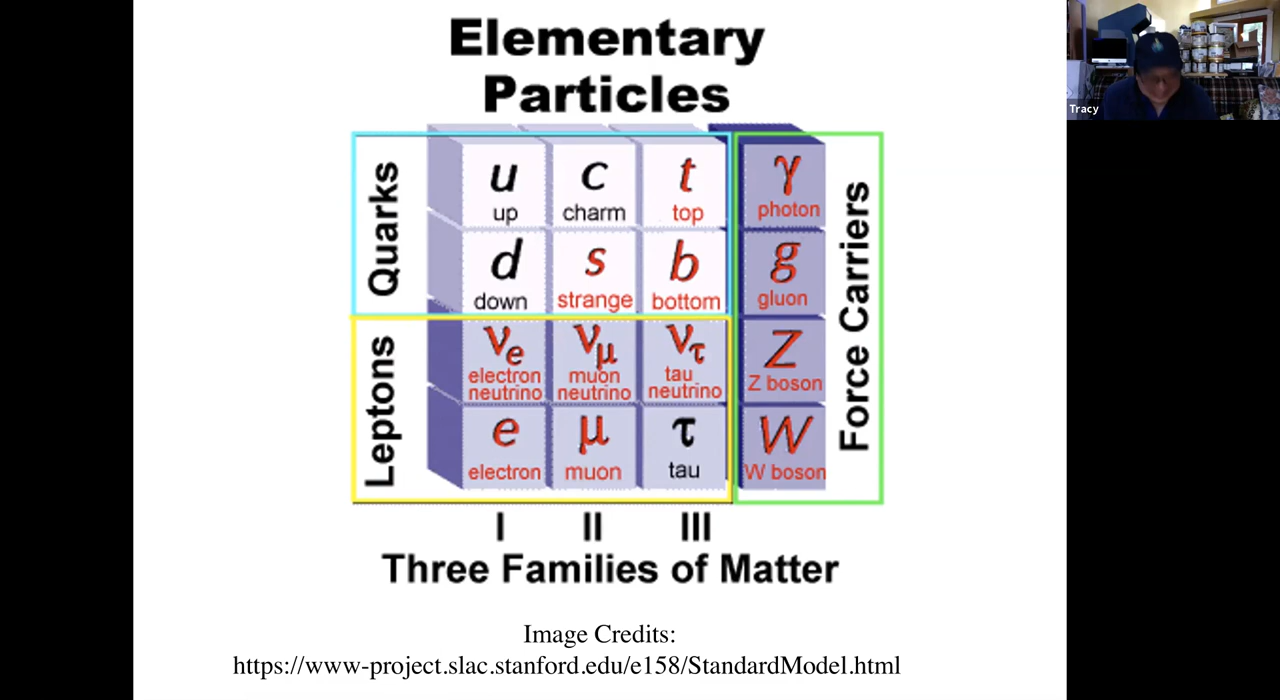 Elementary
Particles
Tracy
Quarks
u
c
t
γ
up
charm
top
photon
d
s
b
g
down
strange
bottom
gluon
Force Carriers
Leptons
νe
νμ
ντ
Z
electron
neutrino
muon
neutrino
tau
neutrino
Z boson
e
μ
τ
W
electron
muon
tau
W boson
I
II
III
Three Families of Matter
Image Credits:
https://www-project.slac.stanford.edu/e158/StandardModel.html